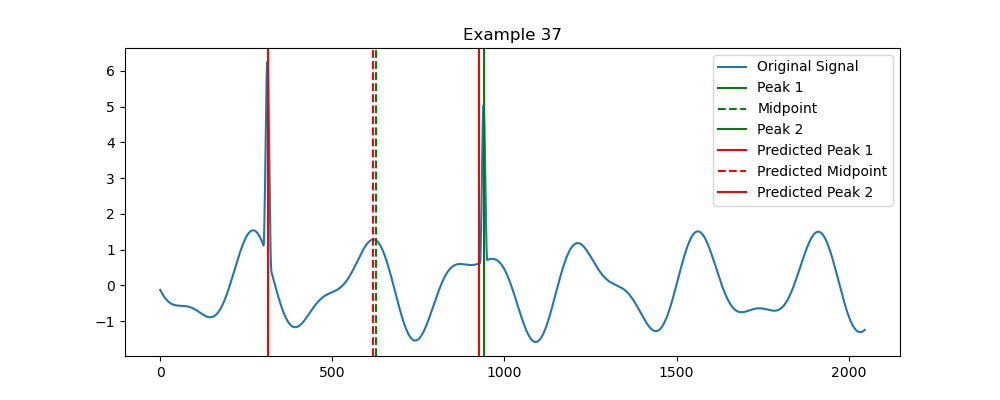 Example 37
6
5
4
3
2
1
0
−1
0
500
1000
1500
2000
Original Signal
Peak 1
Midpoint
Peak 2
Predicted Peak 1
Predicted Midpoint
Predicted Peak 2